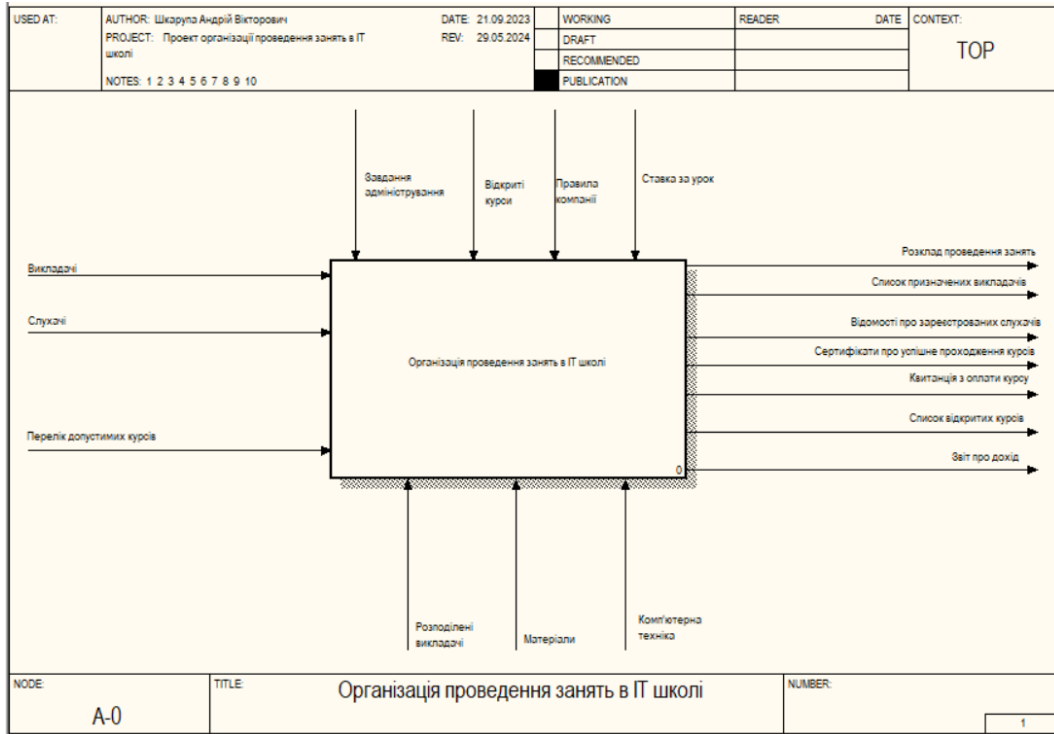 USED AT:
AUTHOR: Шкарупа Андрій Вікторович
DATE: 21.09.2023
PROJECT: Проект організації проведення занять в ІТ
REV: 29.05.2024
школі
NOTES: 1 2 3 4 5 6 7 8 9 10
WORKING
DRAFT
RECOMMENDED
PUBLICATION
READER
DATE
CONTEXT:
TOP
Завдання
адміністрування
Відкриті
курси
Правила
компанії
Ставка за урок
Викладачі
Слухачі
Перелік допустимих курсів
Організація проведення занять в ІТ школі
0
Розклад проведення занять
Список призначених викладачів
Відомості про зареєстрованих слухачів
Сертифікати про успішне проходження курсів
Квитанція з оплати курсу
Список відкритих курсів
Звіт про дохід
Розподілені
викладачі
Матеріали
Комп'ютерна
техніка
NODE:
A-0
TITLE:
Організація проведення занять в ІТ школі
NUMBER:
1